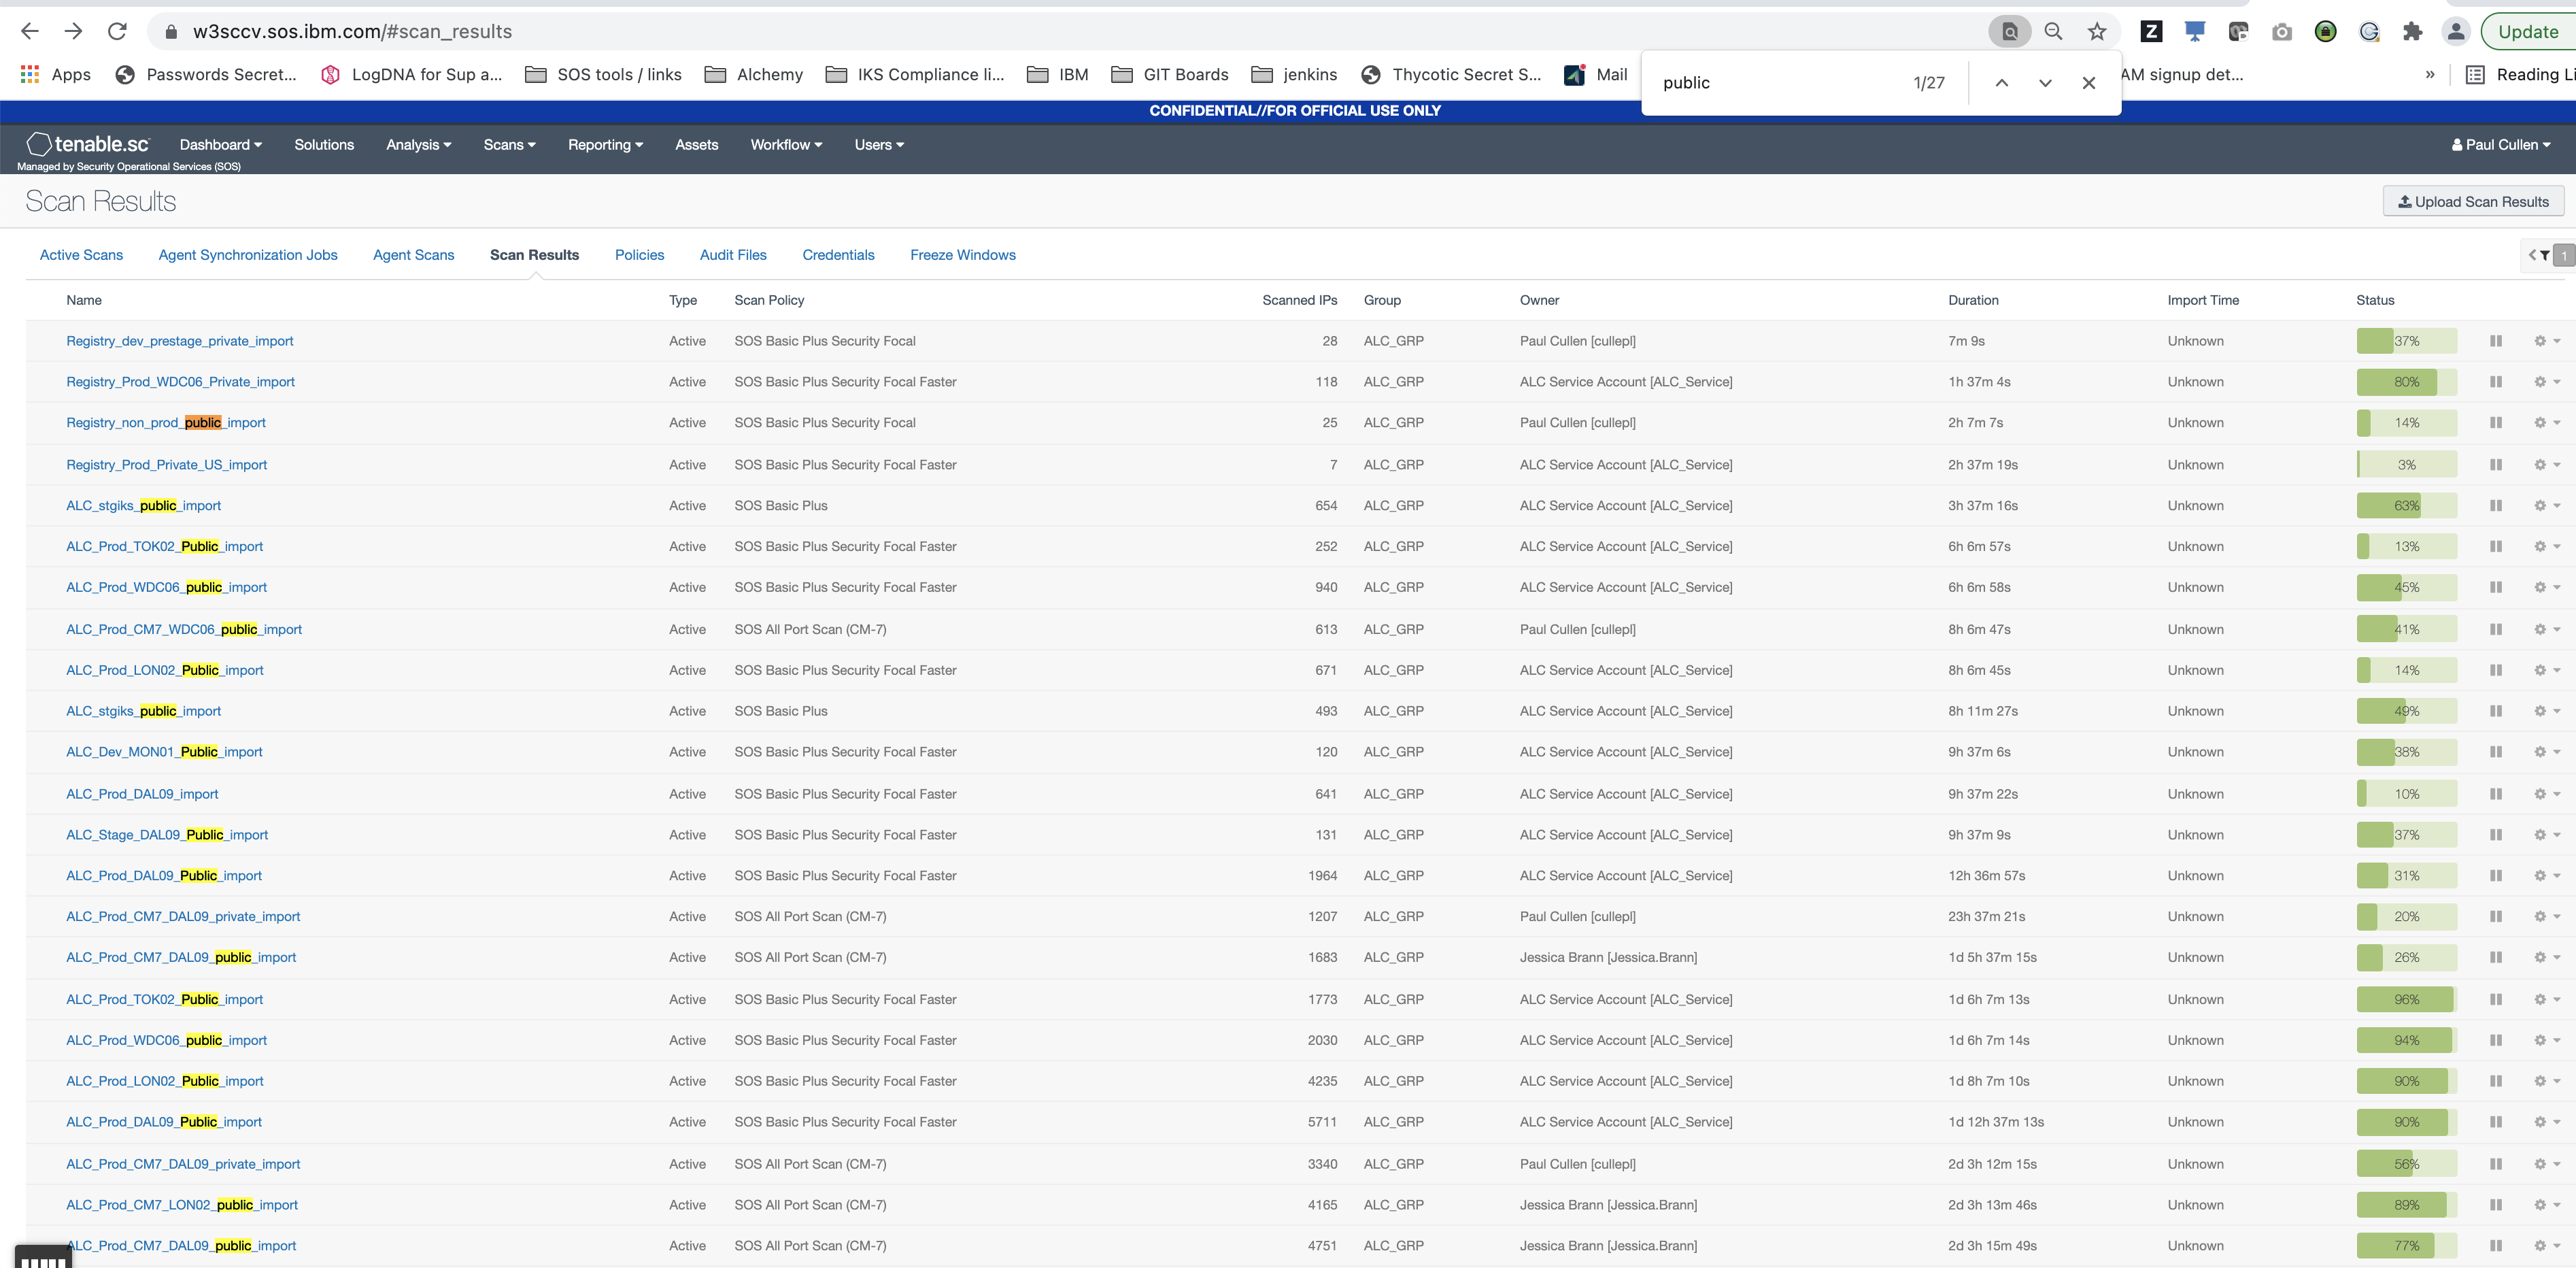 w3sccv.sos.ibm.com/#scan_results Update
Apps Passwords Secret... LogDNA for Sup a... SOS tools / links Alchemy IKS Compliance li... IBM GIT Boards jenkins Thycotic Secret S... Mail AM signup det... » Reading Li
public 1/27
CONFIDENTIAL//FOR OFFICIAL USE ONLY
tenable.sc Dashboard Solutions Analysis Scans Reporting Assets Workflow Users Paul Cullen
Managed by Security Operational Services (SOS)
Scan Results Upload Scan Results
Active Scans Agent Synchronization Jobs Agent Scans Scan Results Policies Audit Files Credentials Freeze Windows 1
Name Type Scan Policy Scanned IPs Group Owner Duration Import Time Status
Registry_dev_prestage_private_import Active SOS Basic Plus Security Focal 28 ALC_GRP Paul Cullen [cullepl] 7m 9s Unknown 37%
Registry_Prod_WDC06_Private_import Active SOS Basic Plus Security Focal Faster 118 ALC_GRP ALC Service Account [ALC_Service] 1h 37m 4s Unknown 80%
Registry_non_prod_public_import Active SOS Basic Plus Security Focal 25 ALC_GRP Paul Cullen [cullepl] 2h 7m 7s Unknown 14%
Registry_Prod_Private_US_import Active SOS Basic Plus Security Focal Faster 7 ALC_GRP ALC Service Account [ALC_Service] 2h 37m 19s Unknown 3%
ALC_stgiks_public_import Active SOS Basic Plus 654 ALC_GRP ALC Service Account [ALC_Service] 3h 37m 16s Unknown 63%
ALC_Prod_TOK02_Public_import Active SOS Basic Plus Security Focal Faster 252 ALC_GRP ALC Service Account [ALC_Service] 6h 6m 57s Unknown 13%
ALC_Prod_WDC06_public_import Active SOS Basic Plus Security Focal Faster 940 ALC_GRP ALC Service Account [ALC_Service] 6h 6m 58s Unknown 45%
ALC_Prod_CM7_WDC06_public_import Active SOS All Port Scan (CM-7) 613 ALC_GRP Paul Cullen [cullepl] 8h 6m 47s Unknown 41%
ALC_Prod_LON02_Public_import Active SOS Basic Plus Security Focal Faster 671 ALC_GRP ALC Service Account [ALC_Service] 8h 6m 45s Unknown 14%
ALC_stgiks_public_import Active SOS Basic Plus 493 ALC_GRP ALC Service Account [ALC_Service] 8h 11m 27s Unknown 49%
ALC_Dev_MON01_Public_import Active SOS Basic Plus Security Focal Faster 120 ALC_GRP ALC Service Account [ALC_Service] 9h 37m 6s Unknown 38%
ALC_Prod_DAL09_import Active SOS Basic Plus Security Focal Faster 641 ALC_GRP ALC Service Account [ALC_Service] 9h 37m 22s Unknown 10%
ALC_Stage_DAL09_Public_import Active SOS Basic Plus Security Focal Faster 131 ALC_GRP ALC Service Account [ALC_Service] 9h 37m 9s Unknown 37%
ALC_Prod_DAL09_Public_import Active SOS Basic Plus Security Focal Faster 1964 ALC_GRP ALC Service Account [ALC_Service] 12h 36m 57s Unknown 31%
ALC_Prod_CM7_DAL09_private_import Active SOS All Port Scan (CM-7) 1207 ALC_GRP Paul Cullen [cullepl] 23h 37m 21s Unknown 20%
ALC_Prod_CM7_DAL09_public_import Active SOS All Port Scan (CM-7) 1683 ALC_GRP Jessica Brann [Jessica.Brann] 1d 5h 37m 15s Unknown 26%
ALC_Prod_TOK02_Public_import Active SOS Basic Plus Security Focal Faster 1773 ALC_GRP ALC Service Account [ALC_Service] 1d 6h 7m 13s Unknown 96%
ALC_Prod_WDC06_public_import Active SOS Basic Plus Security Focal Faster 2030 ALC_GRP ALC Service Account [ALC_Service] 1d 6h 7m 14s Unknown 94%
ALC_Prod_LON02_Public_import Active SOS Basic Plus Security Focal Faster 4235 ALC_GRP ALC Service Account [ALC_Service] 1d 8h 7m 10s Unknown 90%
ALC_Prod_DAL09_Public_import Active SOS Basic Plus Security Focal Faster 5711 ALC_GRP ALC Service Account [ALC_Service] 1d 12h 37m 13s Unknown 90%
ALC_Prod_CM7_DAL09_private_import Active SOS All Port Scan (CM-7) 3340 ALC_GRP Paul Cullen [cullepl] 2d 3h 12m 15s Unknown 56%
ALC_Prod_CM7_LON02_public_import Active SOS All Port Scan (CM-7) 4165 ALC_GRP Jessica Brann [Jessica.Brann] 2d 3h 13m 46s Unknown 89%
ALC_Prod_CM7_DAL09_public_import Active SOS All Port Scan (CM-7) 4751 ALC_GRP Jessica Brann [Jessica.Brann] 2d 3h 15m 49s Unknown 77%